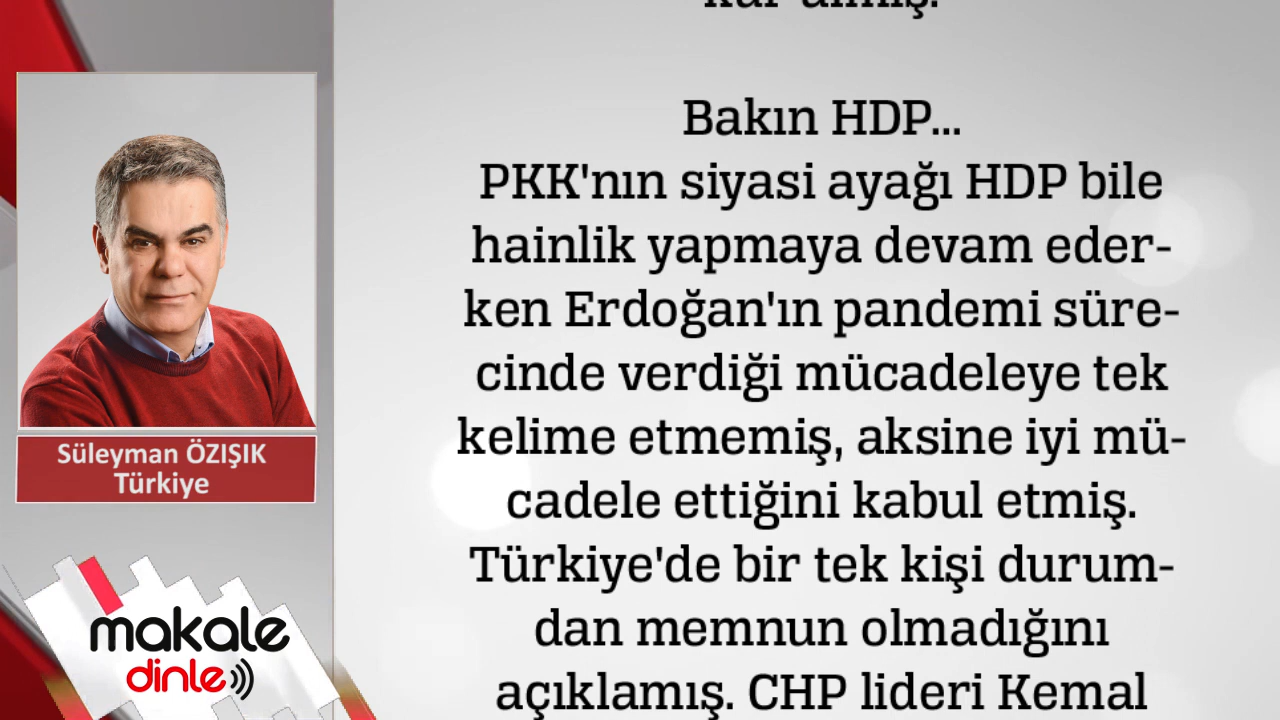 Bakın HDP...
PKK'nın siyasi ayağı HDP bile
hainlik yapmaya devam eder-
ken Erdoğan'ın pandemi süre-
cinde verdiği mücadeleye tek
kelime etmemiş, aksine iyi mü-
cadele ettiğini kabul etmiş.
Türkiye'de bir tek kişi durum-
dan memnun olmadığını
açıklamış. CHP lideri Kemal
Süleyman ÖZIŞIK
Türkiye
makale
dinle